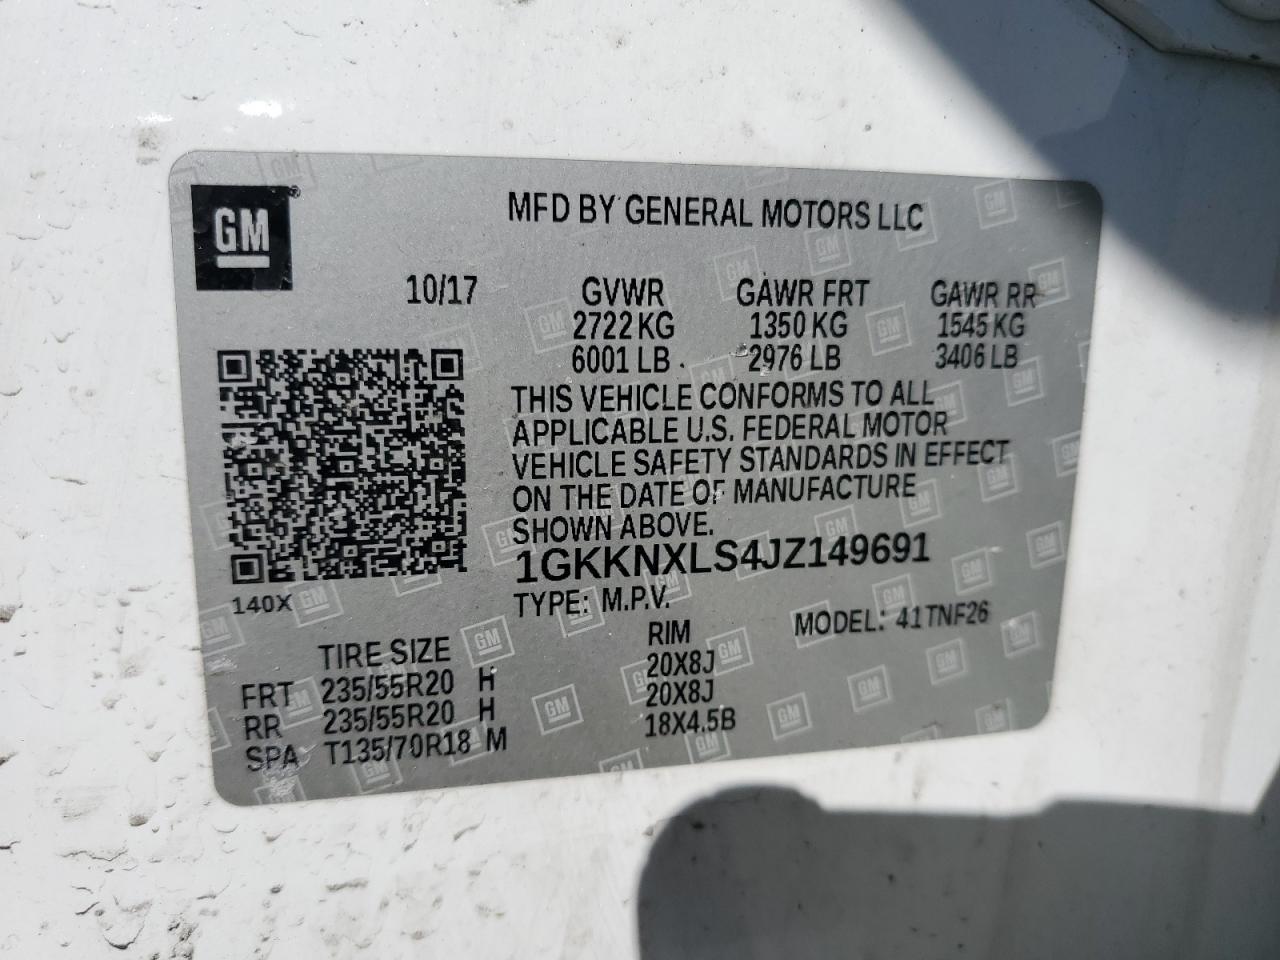 GM
MFD BY GENERAL MOTORS LLC
10/17 GVWR GAWR FRT GAWR RR
2722 KG 1350 KG 1545 KG
6001 LB 2976 LB 3406 LB
THIS VEHICLE CONFORMS TO ALL
APPLICABLE U.S. FEDERAL MOTOR
VEHICLE SAFETY STANDARDS IN EFFECT
ON THE DATE OF MANUFACTURE
SHOWN ABOVE.
1GKKNXLS4JZ149691
140X
TYPE: M.P.V. MODEL: 41TNF26
TIRE SIZE RIM
FRT 235/55R20 H 20X8J
RR 235/55R20 H 20X8J
SPA T135/70R18 M 18X4.5B